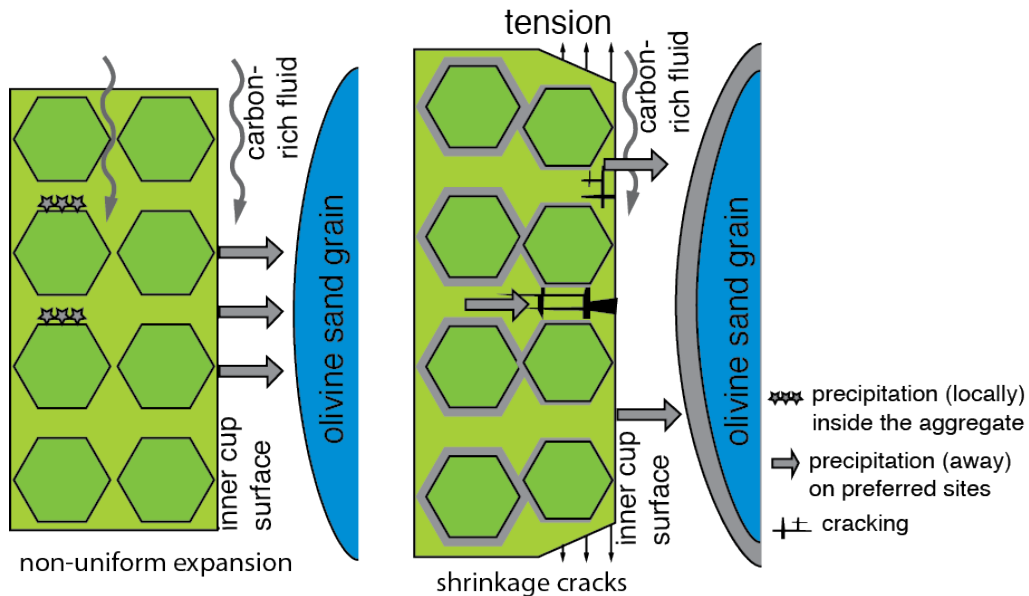 carbon-
rich fluid
olivine sand grain
inner cup
surface
non-uniform expansion
tension
carbon-
rich fluid
olivine sand grain
inner cup
surface
shrinkage cracks
precipitation (locally)
inside the aggregate
precipitation (away)
on preferred sites
cracking